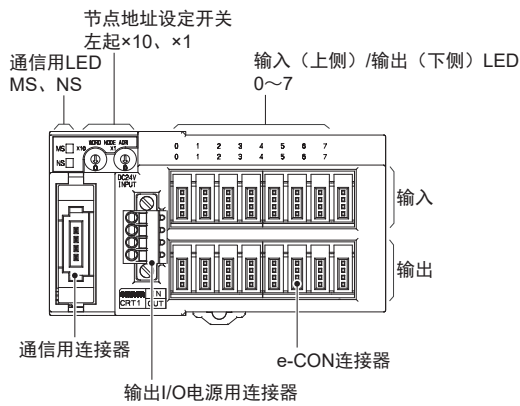 节点地址设定开关
左起×10、×1
通信用LED
MS、NS
输入（上侧）/输出（下侧）LED
0～7
MS
NS
x10
WORD NODE ADR
x1
0 1 2 3 4 5 6 7
0 1 2 3 4 5 6 7
DC24V
INPUT
输入
输出
IN
CRT1 OUT
通信用连接器
e-CON连接器
输出I/O电源用连接器